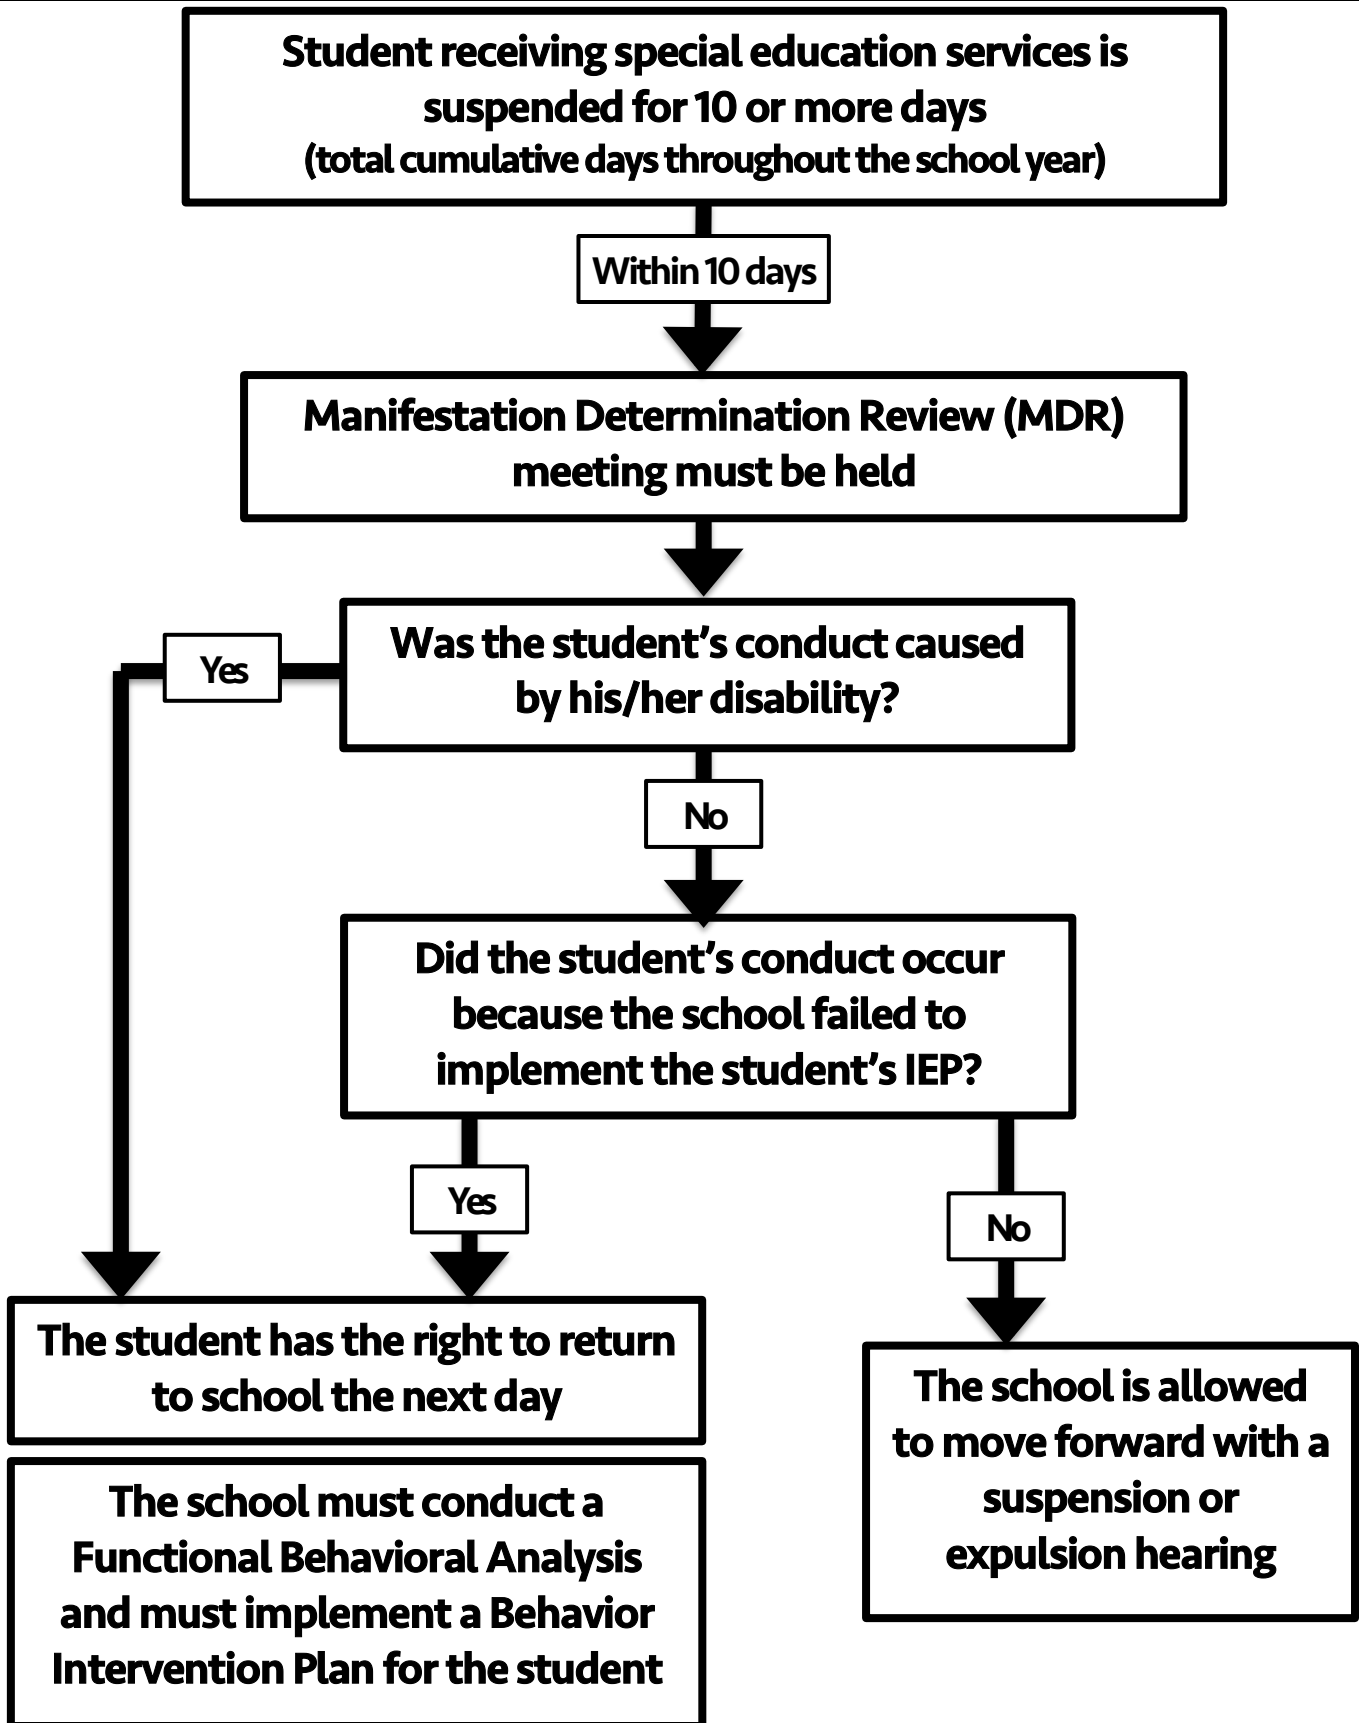 Student receiving special education services is
suspended for 10 or more days
(total cumulative days throughout the school year)
Within 10 days
Manifestation Determination Review (MDR)
meeting must be held
Was the student’s conduct caused
by his/her disability?
Yes
No
Did the student’s conduct occur
because the school failed to
implement the student’s IEP?
Yes
No
The student has the right to return
to school the next day
The school must conduct a
Functional Behavioral Analysis
and must implement a Behavior
Intervention Plan for the student
The school is allowed
to move forward with a
suspension or
expulsion hearing